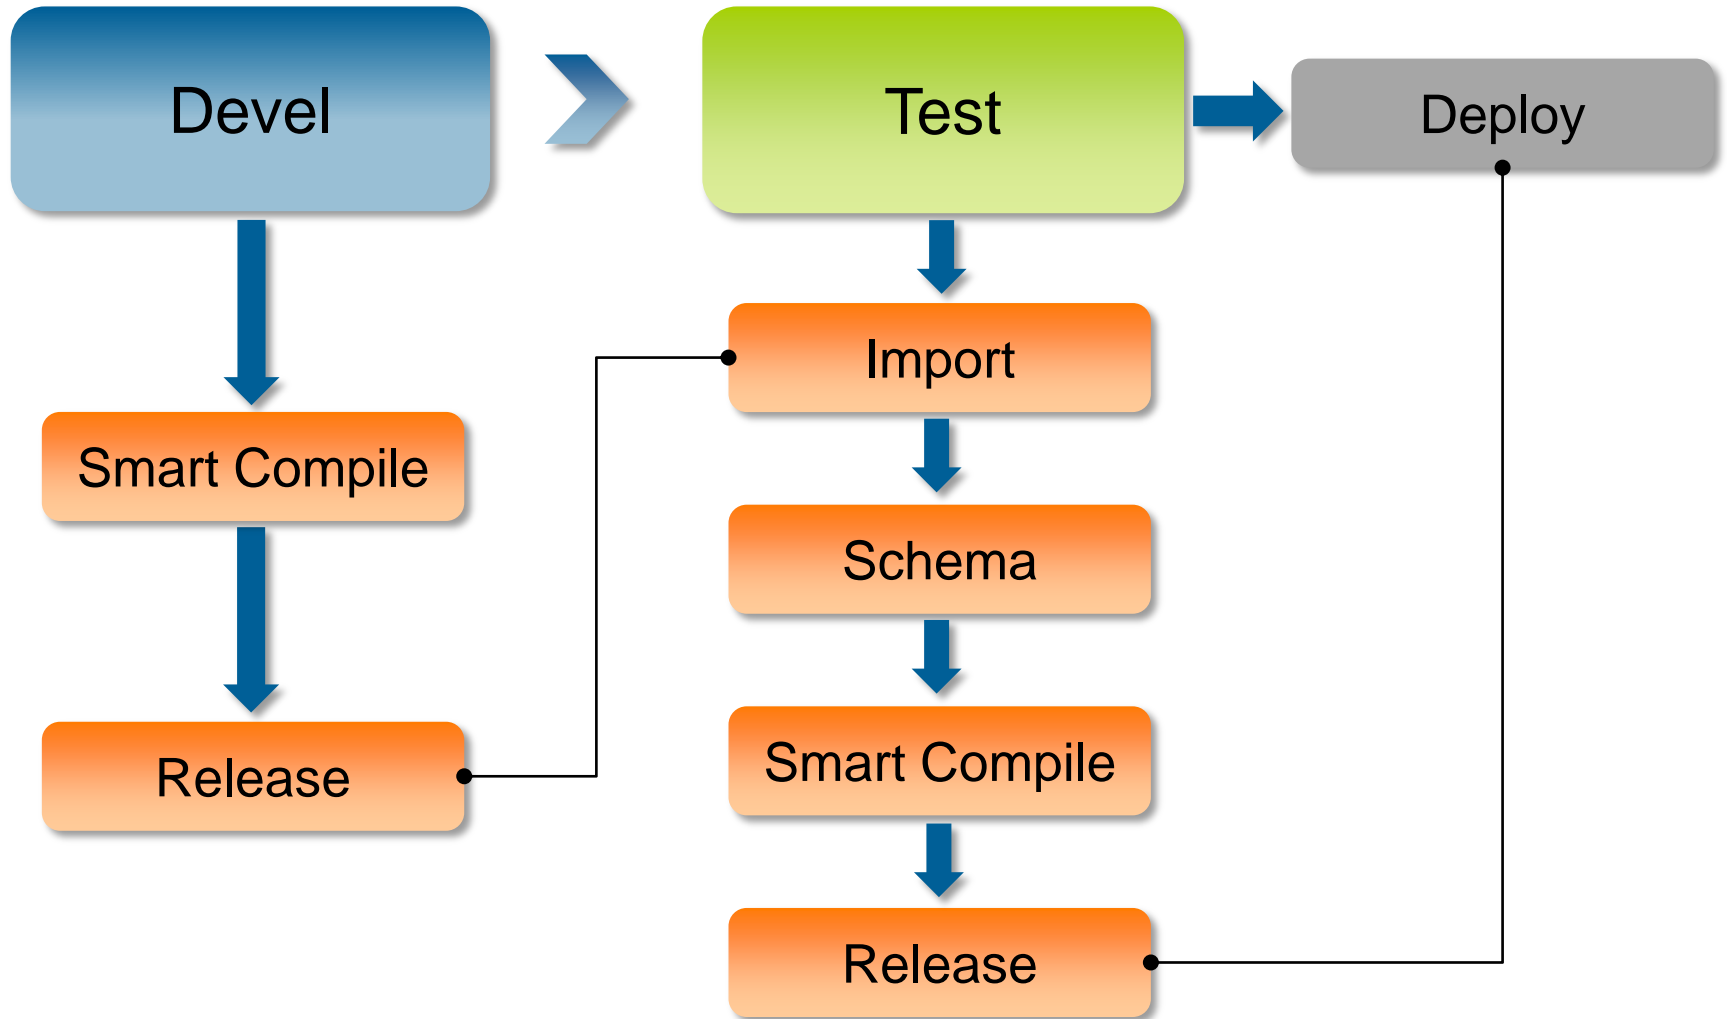 Devel
Test
Deploy
Import
Smart Compile
Schema
Release
Smart Compile
Release